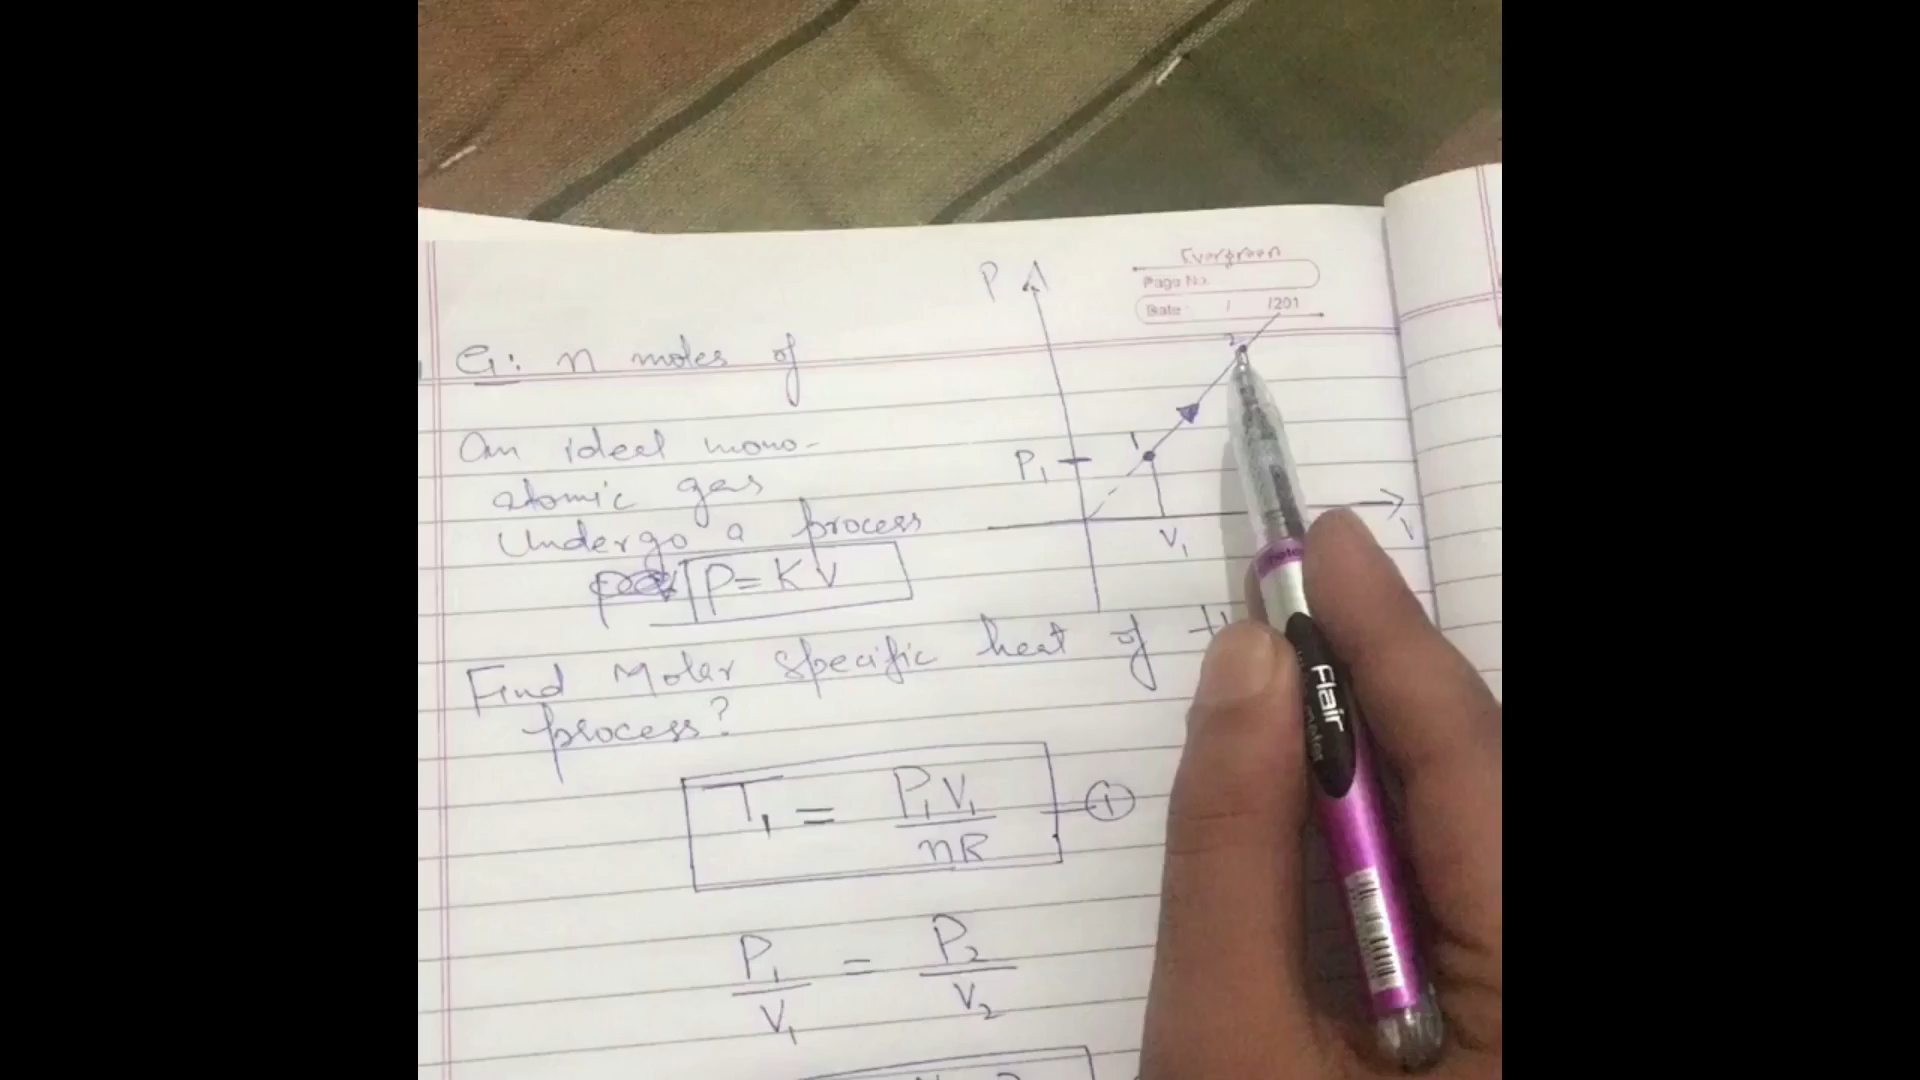 Evergreen
Page No.
Date : / /201
P
2
1
P₁
V₁
G: n moles of
An ideal mono-
atomic gas
Undergo a process
P = KV
Find Molar specific heat of
process?
T₁ = P₁V₁ / nR — (i)
P₁ / V₁ = P₂ / V₂
Flair